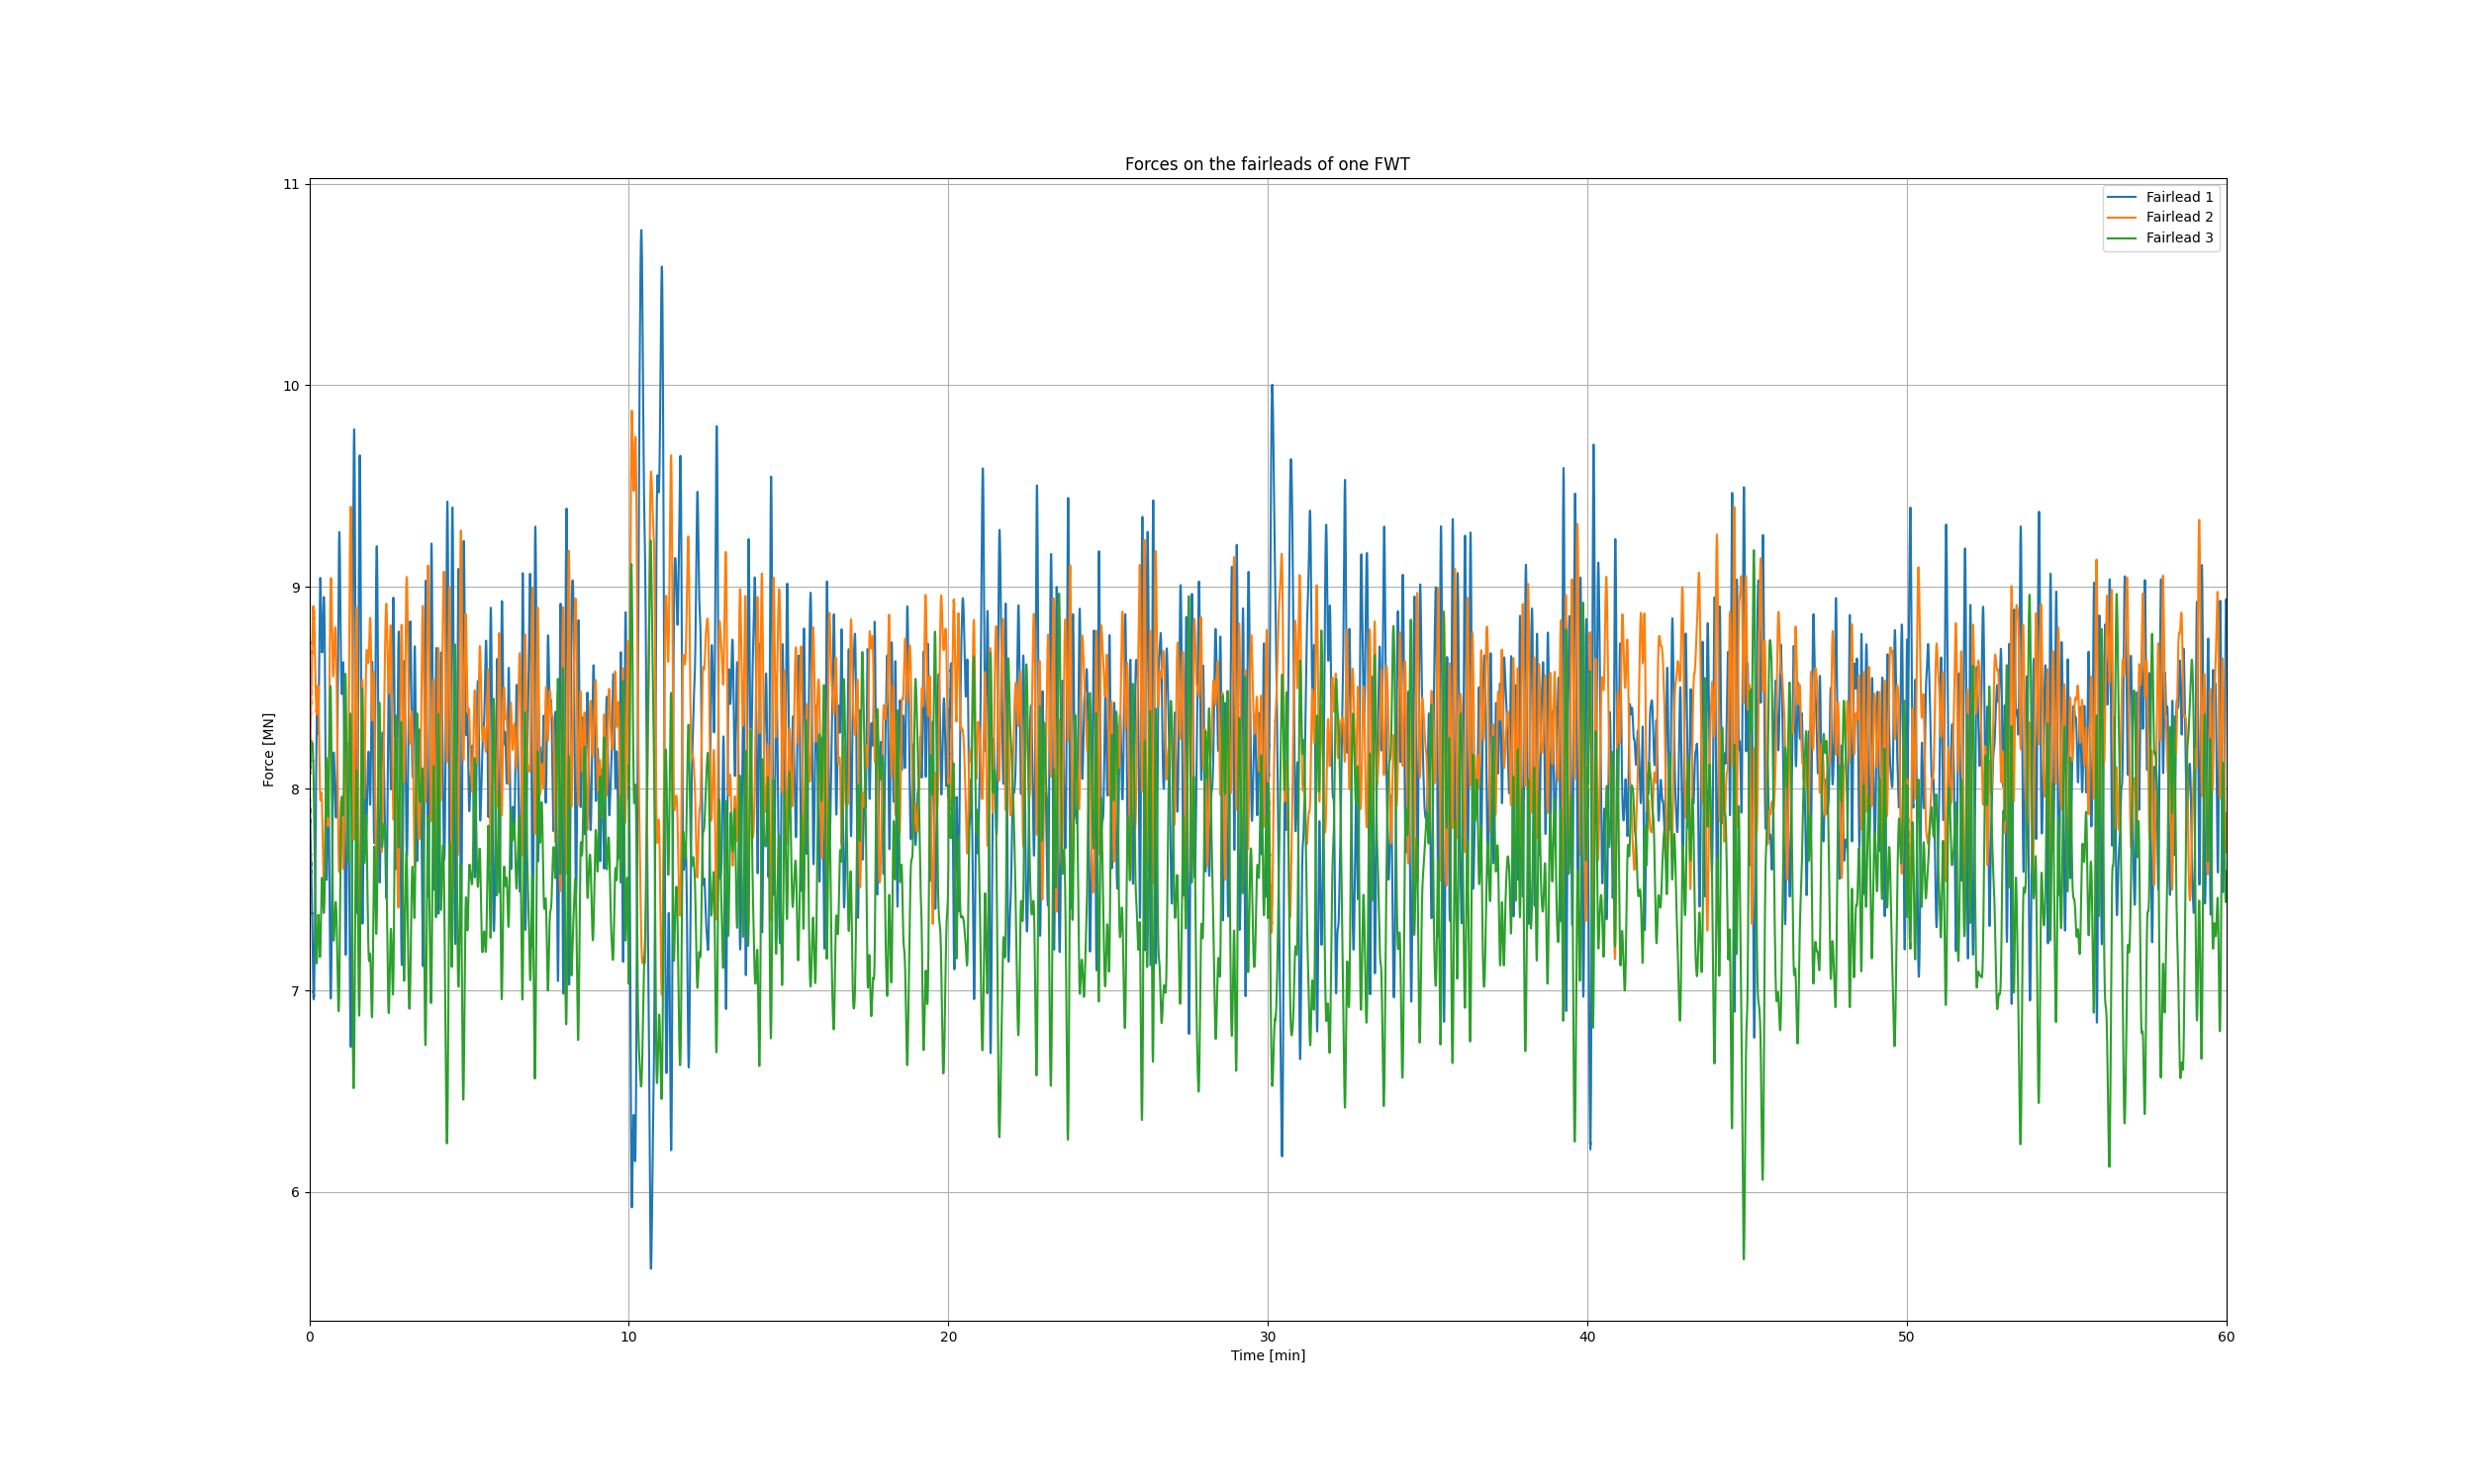 Forces on the fairleads of one FWT
Fairlead 1
Fairlead 2
Fairlead 3
Force [MN]
11
10
9
8
7
6
0 10 20 30 40 50 60
Time [min]